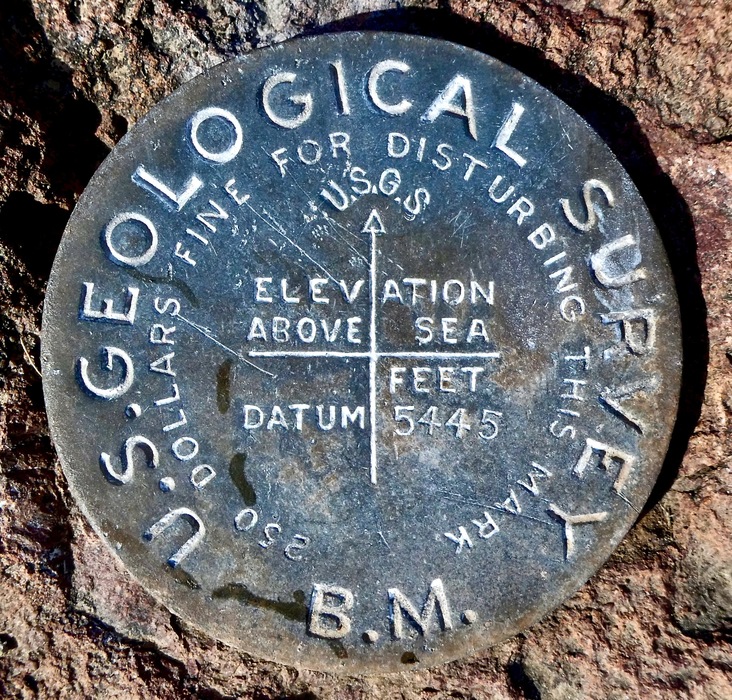 U.S. GEOLOGICAL SURVEY
250 DOLLARS FINE FOR DISTURBING THIS MARK
U.S.G.S
ELEVATION
ABOVE SEA
FEET
DATUM 5445
B.M.